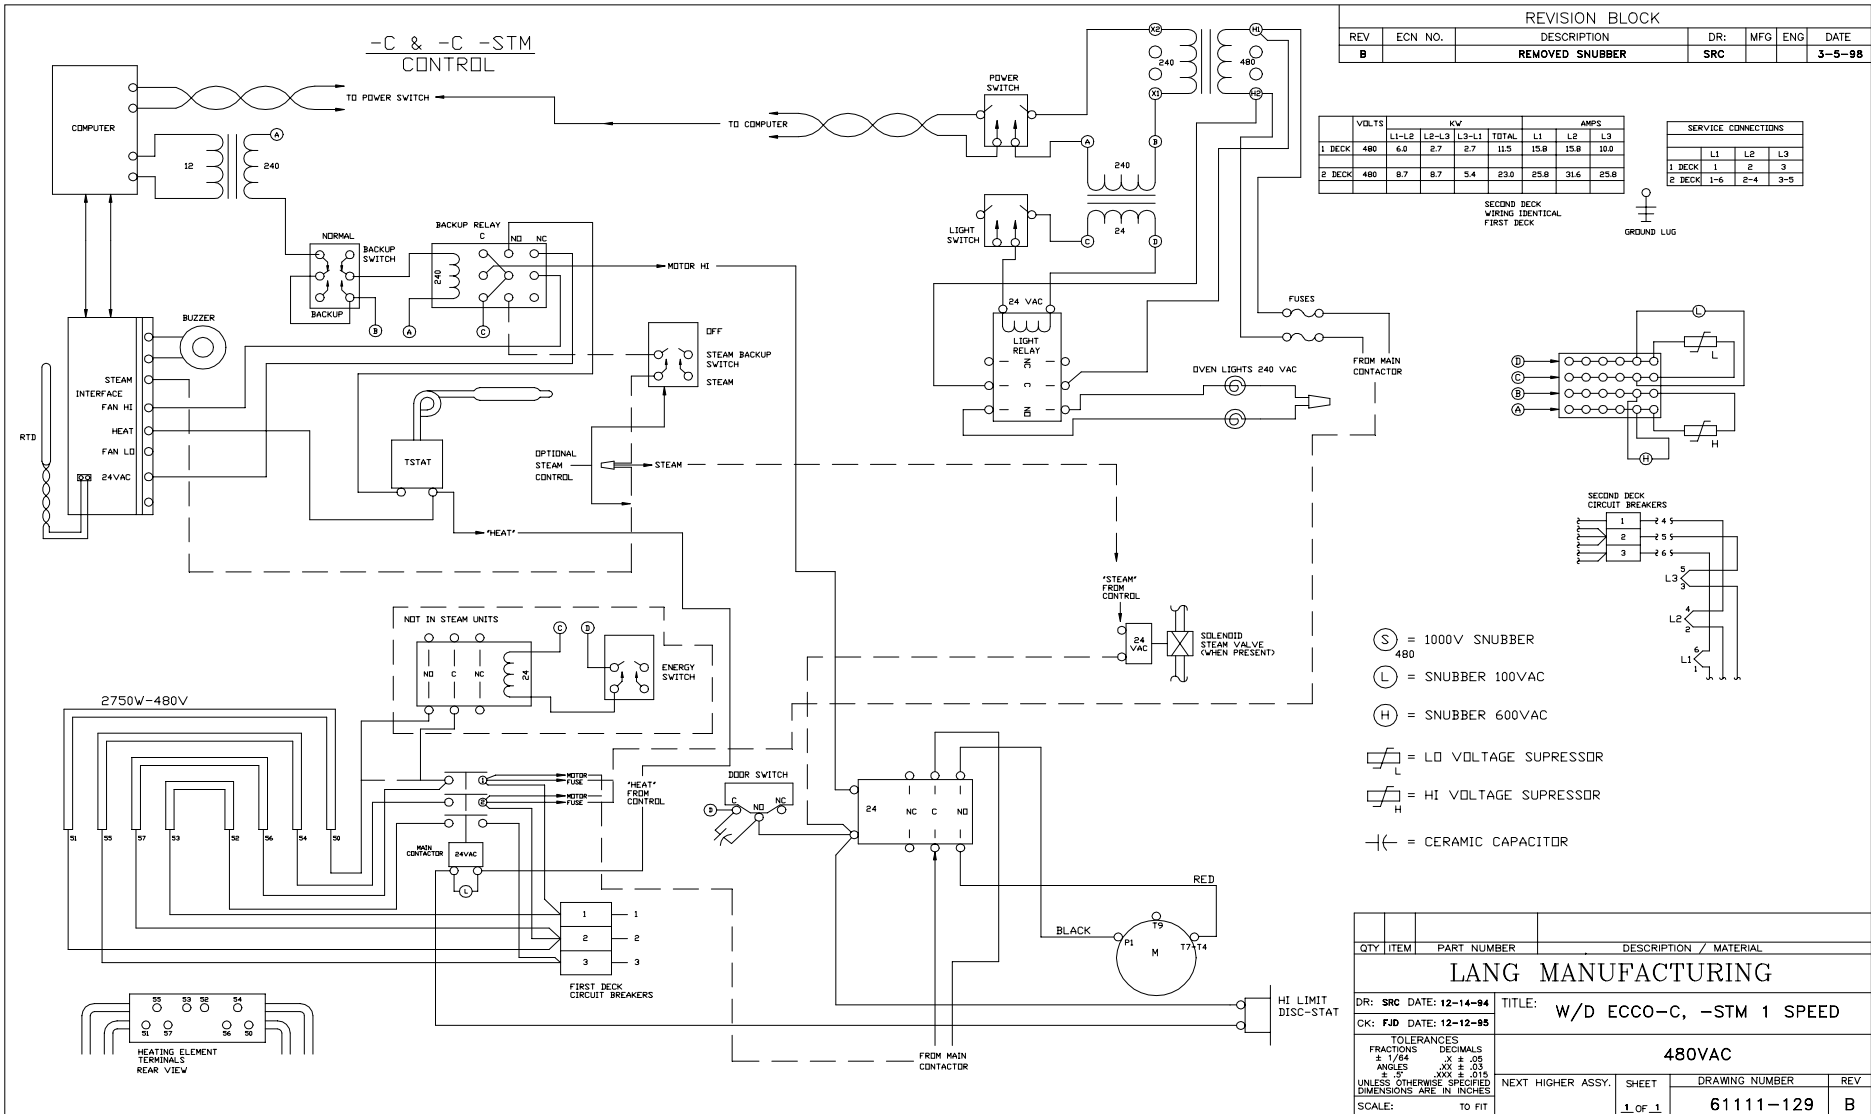 -C & -C -STM
CONTROL
COMPUTER
TO POWER SWITCH
TO COMPUTER
12
240
A
POWER
SWITCH
X2
240
X1
H1
480
H2
A
B
240
24
C
D
LIGHT
SWITCH
REVISION BLOCK
REV ECN NO. DESCRIPTION DR: MFG ENG DATE
B REMOVED SNUBBER SRC 3-5-98
VOLTS KW AMPS
L1-L2 L2-L3 L3-L1 TOTAL L1 L2 L3
1 DECK 480 6.0 2.7 2.7 11.5 15.8 15.8 10.0
2 DECK 480 8.7 8.7 5.4 23.0 25.8 31.6 25.8
SECOND DECK
WIRING IDENTICAL
FIRST DECK
SERVICE CONNECTIONS
L1 L2 L3
1 DECK 1 2 3
2 DECK 1-6 2-4 3-5
GROUND LUG
NORMAL
BACKUP
SWITCH
BACKUP
B
BACKUP RELAY
C NO NC
240
A
C
MOTOR HI
BUZZER
STEAM
INTERFACE
FAN HI
HEAT
FAN LO
24VAC
RTD
TSTAT
OFF
STEAM BACKUP
SWITCH
STEAM
OPTIONAL
STEAM
CONTROL
STEAM
"HEAT"
24 VAC
LIGHT
RELAY
NC
C
NO
FUSES
FROM MAIN
CONTACTOR
OVEN LIGHTS 240 VAC
D
C
B
A
L
L
H
H
SECOND DECK
CIRCUIT BREAKERS
1 4
2 5
3 6
5
L3
3
4
L2
2
6
L1
1
"STEAM"
FROM
CONTROL
24
VAC
SOLENOID
STEAM VALVE
(WHEN PRESENT)
S = 1000V SNUBBER
480
L = SNUBBER 100VAC
H = SNUBBER 600VAC
L = LO VOLTAGE SUPRESSOR
H = HI VOLTAGE SUPRESSOR
= CERAMIC CAPACITOR
NOT IN STEAM UNITS
NO C NC
24
C
D
ENERGY
SWITCH
2750W-480V
51 55 57 53 52 56 54 50
1
2
MOTOR
FUSE
MOTOR
FUSE
"HEAT"
FROM
CONTROL
MAIN
CONTACTOR
24VAC
L
DOOR SWITCH
D
C NO NC
24
NC C NO
RED
BLACK
P1
T9
T7-T4
M
1 1
2 2
3 3
FIRST DECK
CIRCUIT BREAKERS
HI LIMIT
DISC-STAT
FROM MAIN
CONTACTOR
55 53 52 54
51 57 56 50
HEATING ELEMENT
TERMINALS
REAR VIEW
QTY ITEM PART NUMBER DESCRIPTION / MATERIAL
LANG MANUFACTURING
DR: SRC DATE: 12-14-94
CK: FJD DATE: 12-12-95
TITLE: W/D ECCO-C, -STM 1 SPEED
480VAC
TOLERANCES
FRACTIONS DECIMALS
± 1/64 .X ± .05
ANGLES .XX ± .03
± .5° .XXX ± .015
UNLESS OTHERWISE SPECIFIED
DIMENSIONS ARE IN INCHES
SCALE: TO FIT
NEXT HIGHER ASSY.
SHEET
1 OF 1
DRAWING NUMBER
61111-129
REV
B